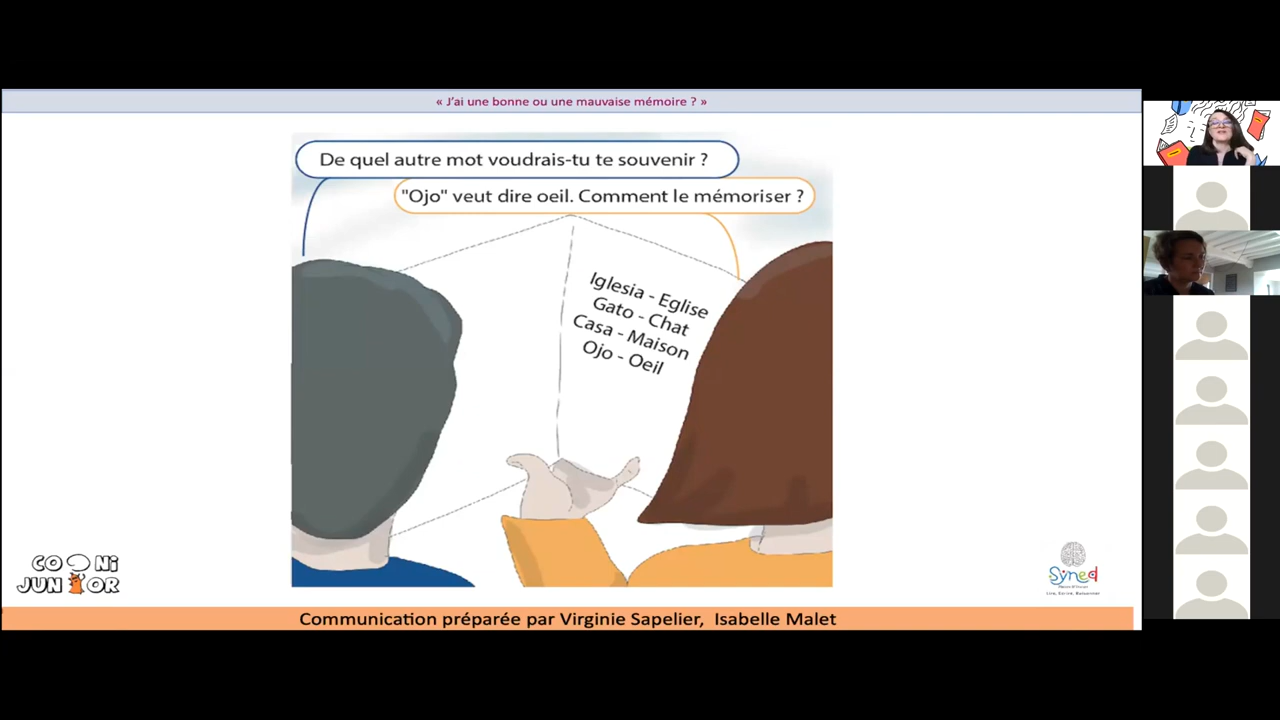 « J'ai une bonne ou une mauvaise mémoire ? »
De quel autre mot voudrais-tu te souvenir ?
"Ojo" veut dire oeil. Comment le mémoriser ?
Iglesia - Eglise
Gato - Chat
Casa - Maison
Ojo - Oeil
CO NI
JUNIOR
Syned
Communication préparée par Virginie Sapelier, Isabelle Malet